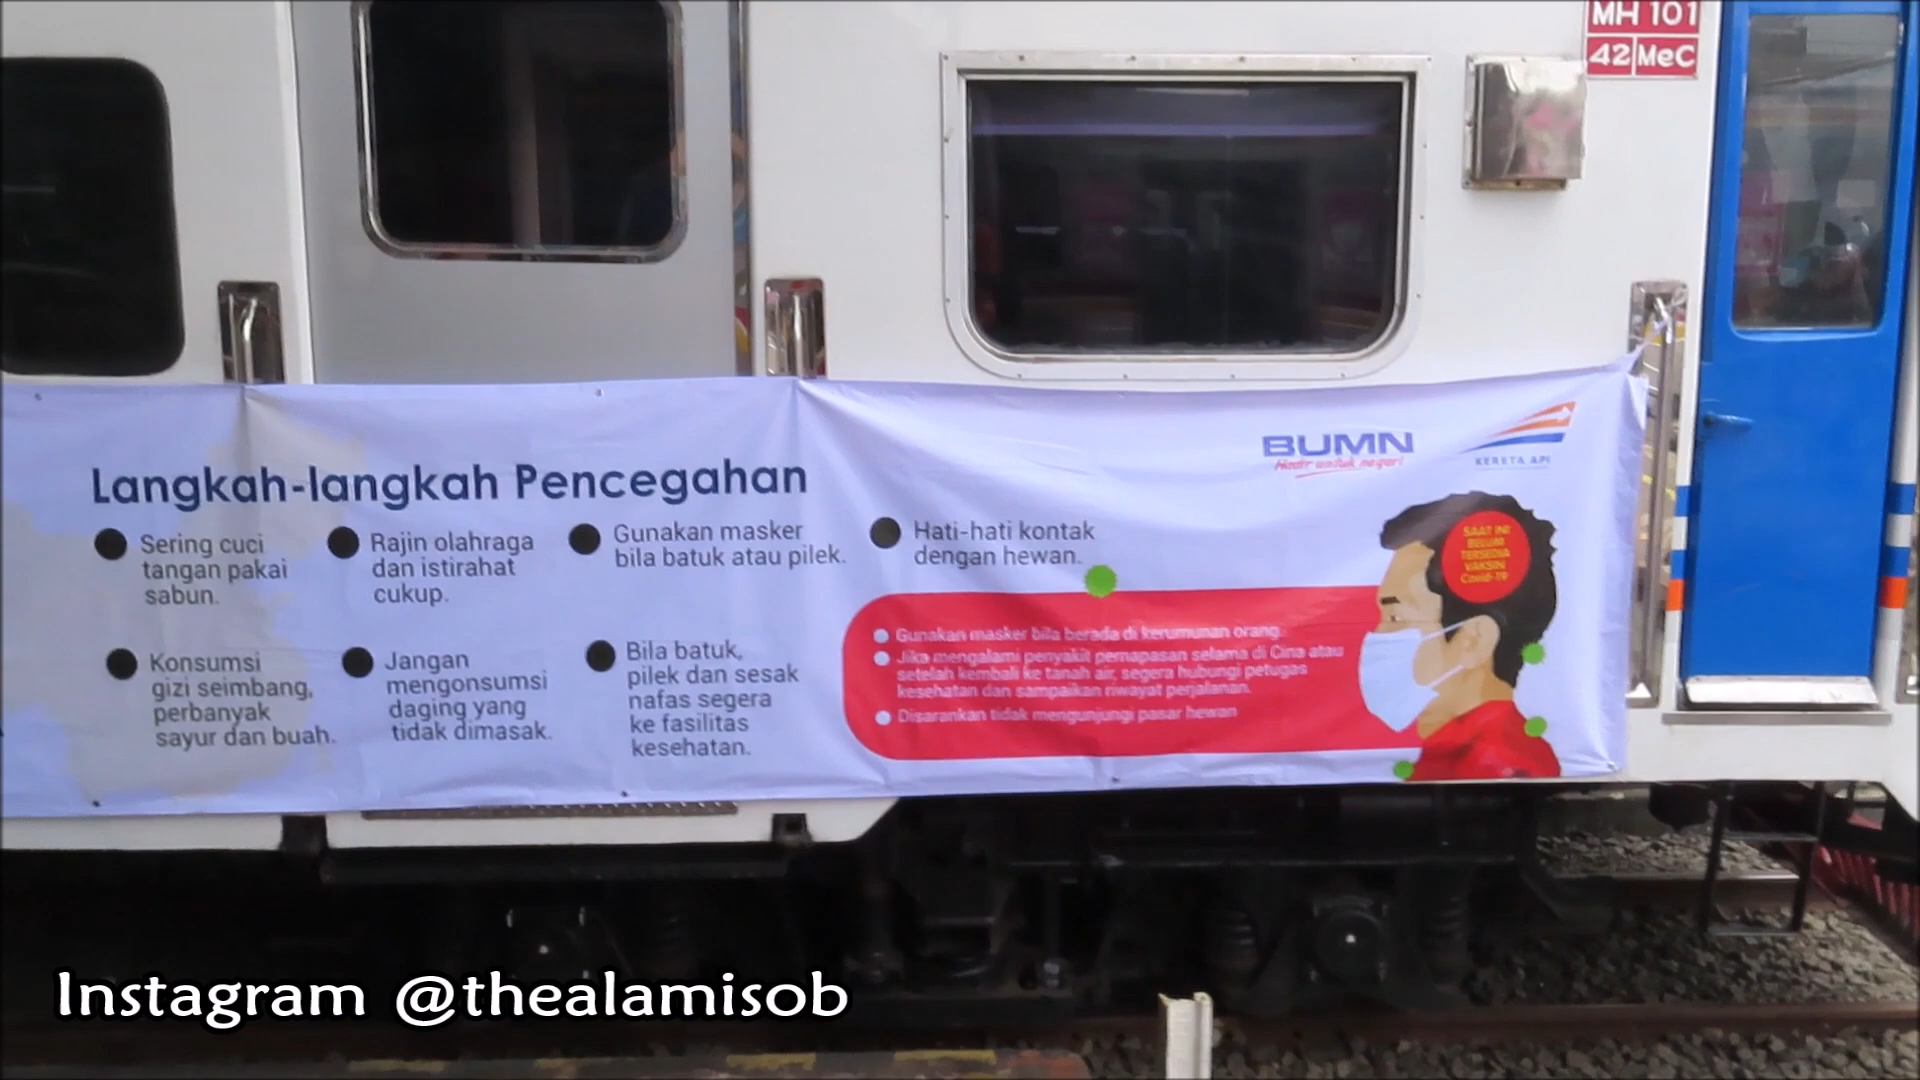 MH 101
42 MeC
BUMN
Hadir untuk negeri
KERETA API
Langkah-langkah Pencegahan
Sering cuci
tangan pakai
sabun.
Rajin olahraga
dan istirahat
cukup.
Gunakan masker
bila batuk atau pilek.
Hati-hati kontak
dengan hewan.
Konsumsi
gizi seimbang,
perbanyak
sayur dan buah.
Jangan
mengonsumsi
daging yang
tidak dimasak.
Bila batuk,
pilek dan sesak
nafas segera
ke fasilitas
kesehatan.
Gunakan masker bila berada di kerumunan orang.
Jika mengalami penyakit pernapasan selama di Cina atau
setelah kembali ke tanah air, segera hubungi petugas
kesehatan dan sampaikan riwayat perjalanan.
Disarankan tidak mengunjungi pasar hewan
SAAT INI
BELUM
TERSEDIA
VAKSIN
Covid-19
Instagram @thealamisob